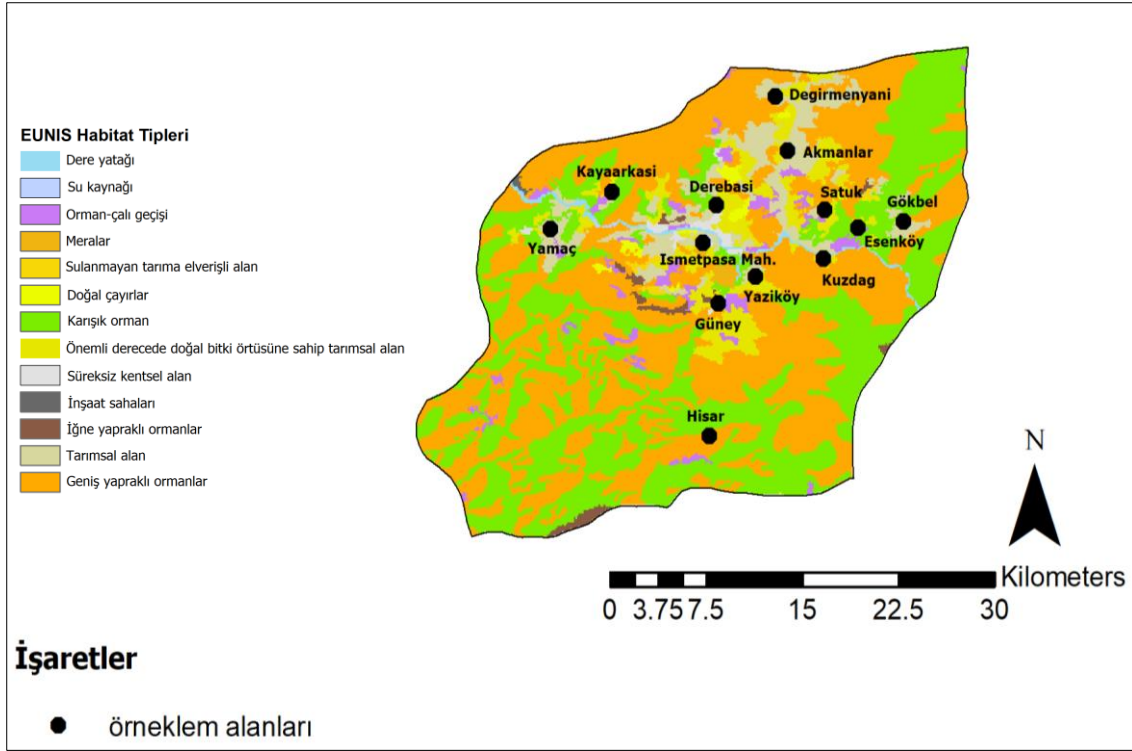 EUNIS Habitat Tipleri
Dere yatağı
Su kaynağı
Orman-çalı geçişi
Meralar
Sulanmayan tarıma elverişli alan
Doğal çayırlar
Karışık orman
Önemli derecede doğal bitki örtüsüne sahip tarımsal alan
Süreksiz kentsel alan
İnşaat sahaları
İğne yapraklı ormanlar
Tarımsal alan
Geniş yapraklı ormanlar
Degirmenyani
Akmanlar
Kayaarkasi
Derebasi
Satuk
Gökbel
Yamaç
Esenköy
Ismetpasa Mah.
Kuzdag
Yaziköy
Güney
Hisar
N
Kilometers
0 3.75 7.5 15 22.5 30
İşaretler
örneklem alanları